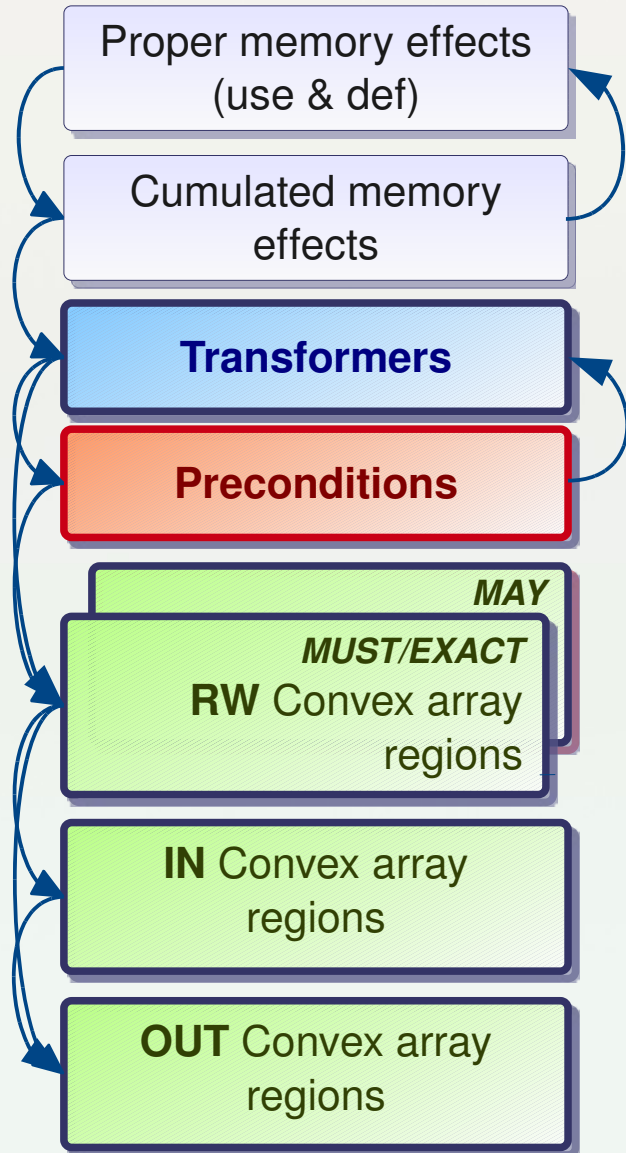 Proper memory effects
(use & def)
Cumulated memory
effects
Transformers
Preconditions
MAY
MUST/EXACT
RW Convex array
regions
IN Convex array
regions
OUT Convex array
regions